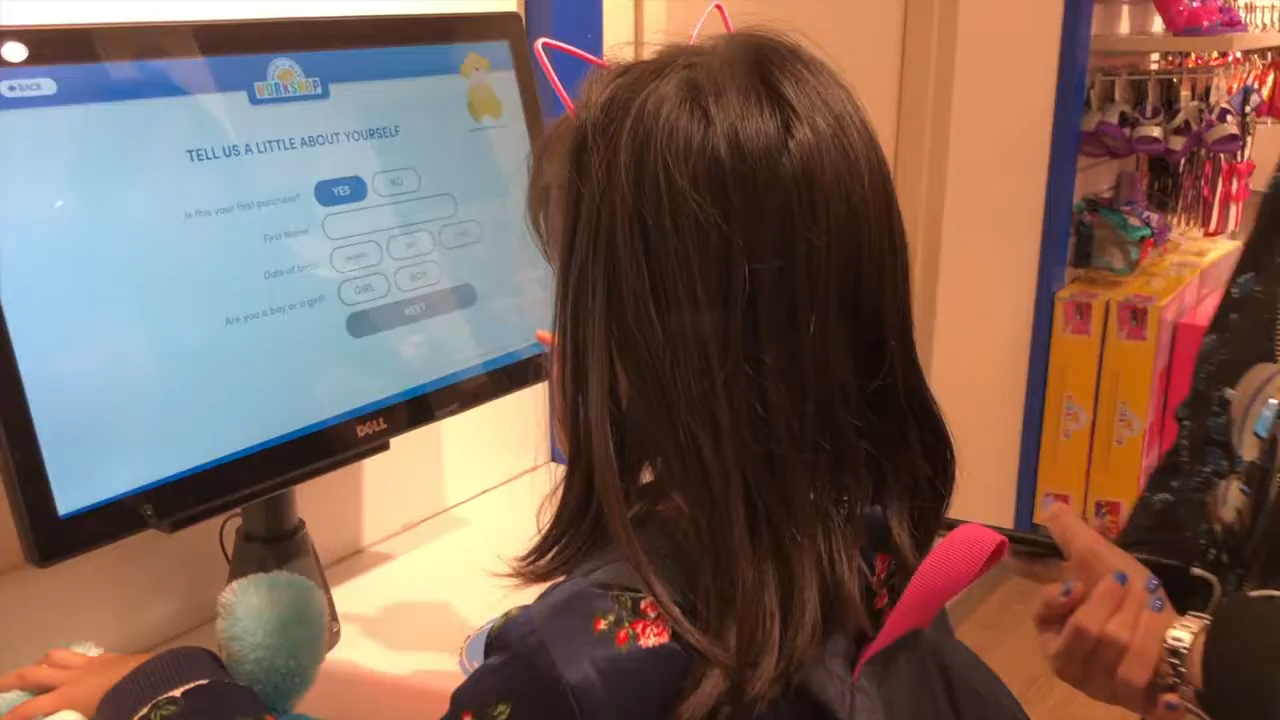 BACK
WORKSHOP
TELL US A LITTLE ABOUT YOURSELF
Is this your first purchase? YES NO
First Name
Date of birth
Are you a boy or a girl? GIRL BOY
NEXT
DELL